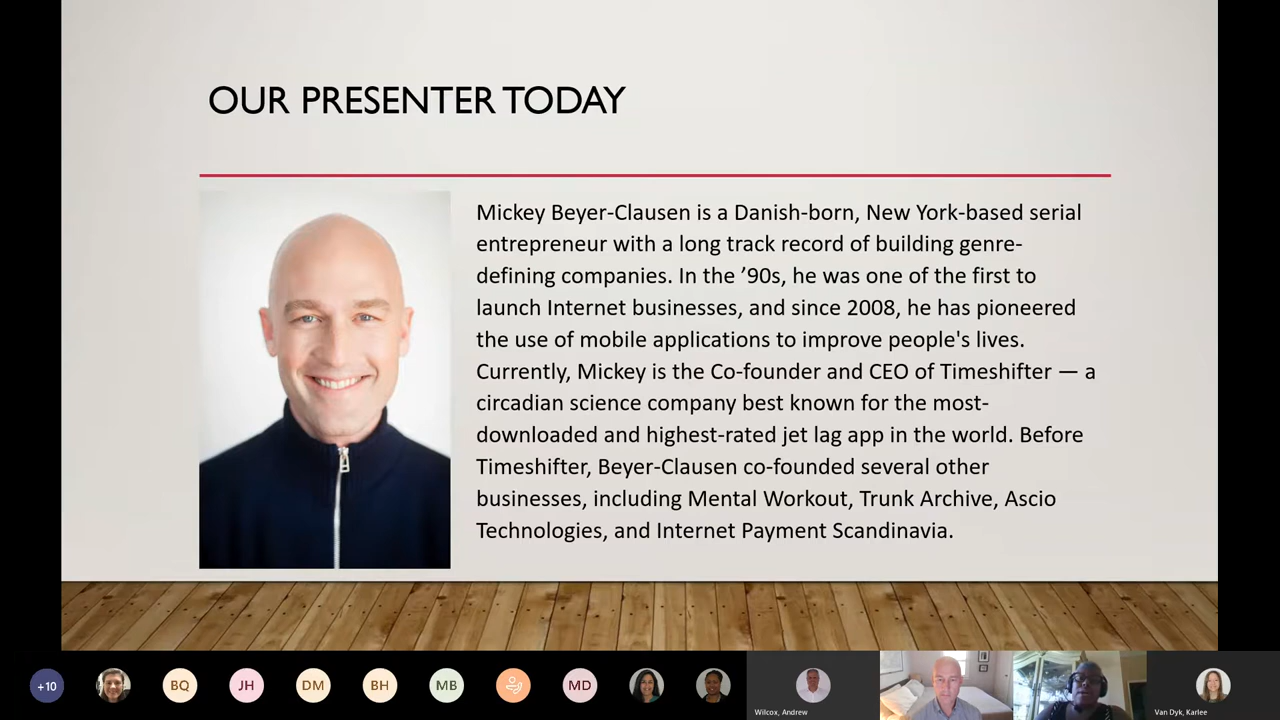 OUR PRESENTER TODAY
Mickey Beyer-Clausen is a Danish-born, New York-based serial
entrepreneur with a long track record of building genre-
defining companies. In the ’90s, he was one of the first to
launch Internet businesses, and since 2008, he has pioneered
the use of mobile applications to improve people's lives.
Currently, Mickey is the Co-founder and CEO of Timeshifter — a
circadian science company best known for the most-
downloaded and highest-rated jet lag app in the world. Before
Timeshifter, Beyer-Clausen co-founded several other
businesses, including Mental Workout, Trunk Archive, Ascio
Technologies, and Internet Payment Scandinavia.
+10
BQ
JH
DM
BH
MB
MD
Wilcox, Andrew
Van Dyk, Karlee